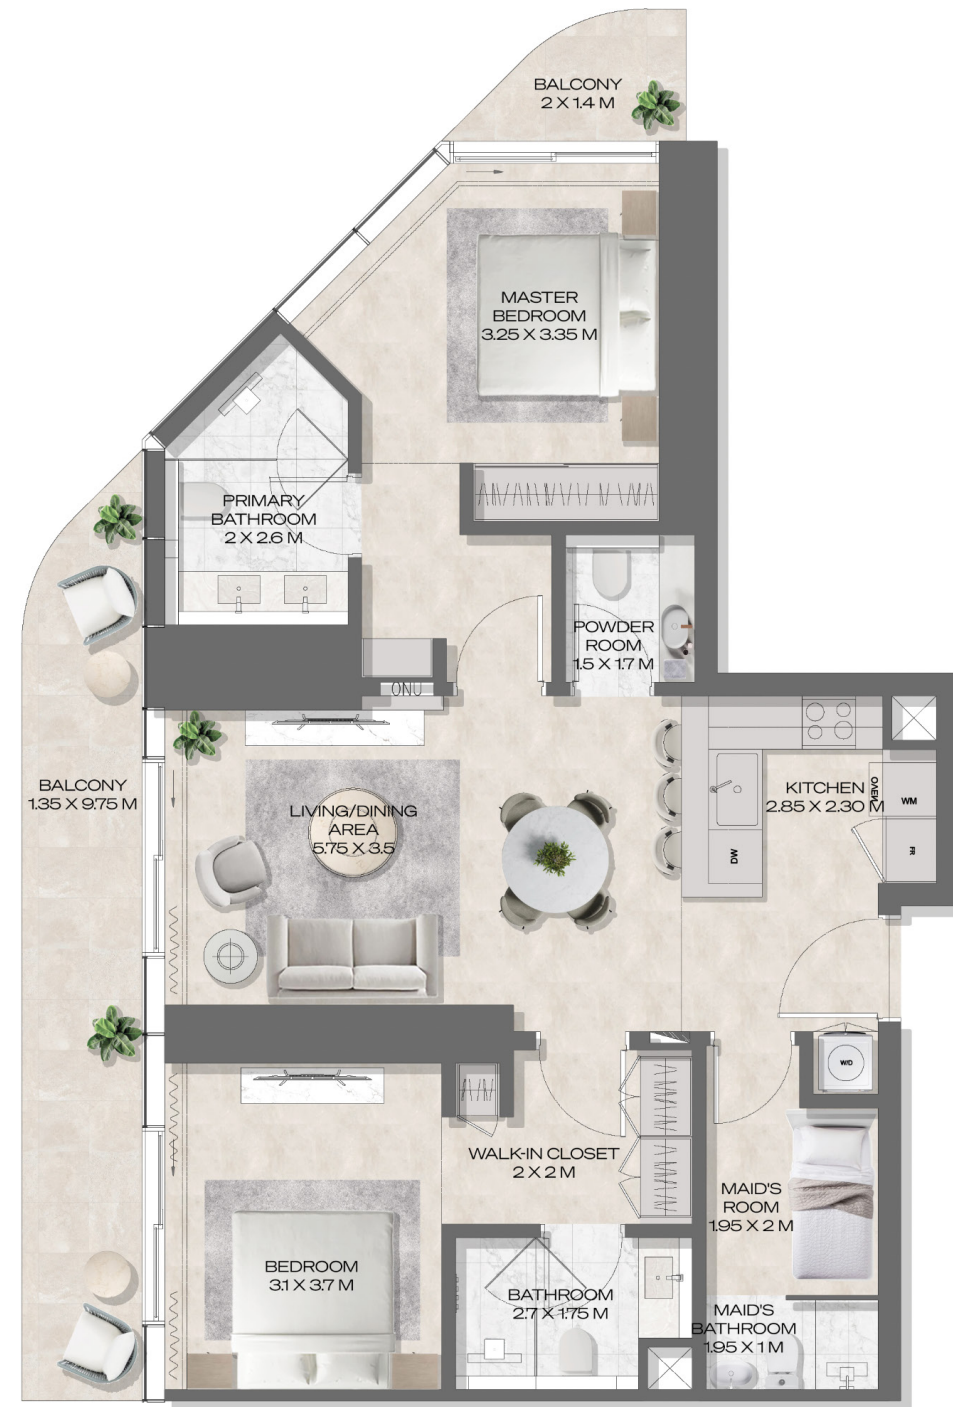 BALCONY
2 X 1.4 M
MASTER
BEDROOM
3.25 X 3.35 M
PRIMARY
BATHROOM
2 X 2.6 M
POWDER
ROOM
1.5 X 1.7 M
ONU
BALCONY
1.35 X 9.75 M
LIVING/DINING
AREA
5.75 X 3.5
KITCHEN
2.85 X 2.30 M
OVEN
WM
DW
FR
W/D
WALK-IN CLOSET
2 X 2 M
MAID'S
ROOM
1.95 X 2 M
BEDROOM
3.1 X 3.7 M
BATHROOM
2.7 X 1.75 M
MAID'S
BATHROOM
1.95 X 1 M